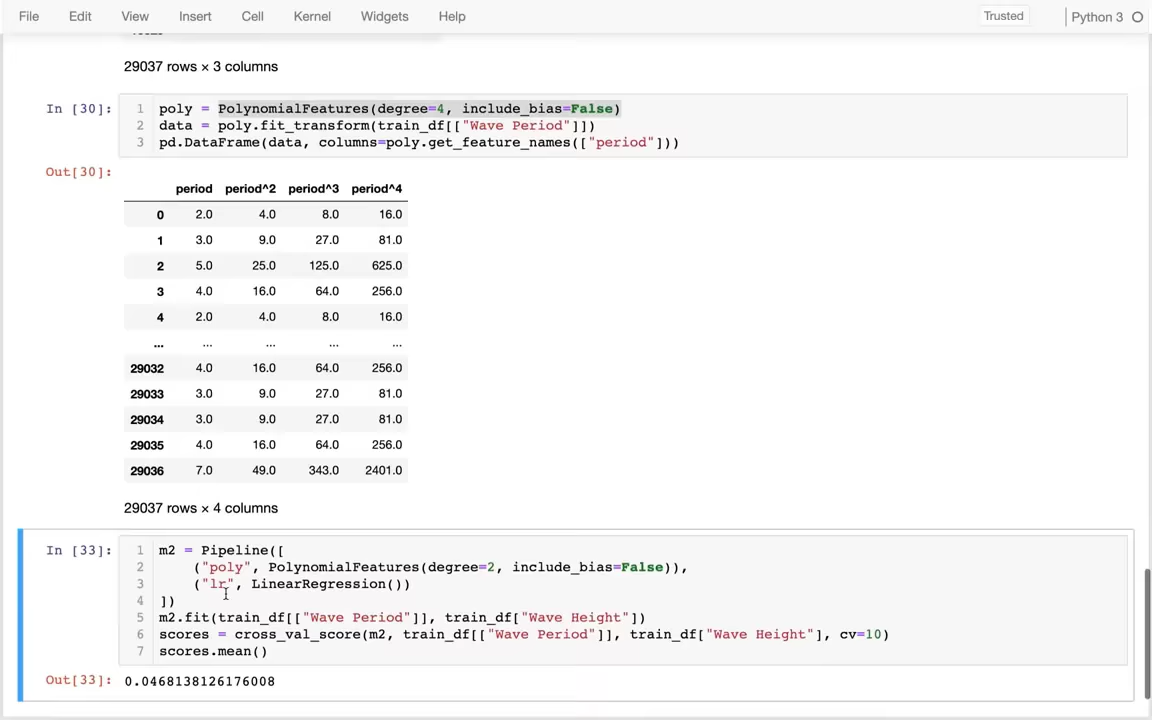 File Edit View Insert Cell Kernel Widgets Help Trusted Python 3
29037 rows × 3 columns
In [30]: 1 poly = PolynomialFeatures(degree=4, include_bias=False)
2 data = poly.fit_transform(train_df[["Wave Period"]])
3 pd.DataFrame(data, columns=poly.get_feature_names(["period"]))
Out[30]:
period period^2 period^3 period^4
0 2.0 4.0 8.0 16.0
1 3.0 9.0 27.0 81.0
2 5.0 25.0 125.0 625.0
3 4.0 16.0 64.0 256.0
4 2.0 4.0 8.0 16.0
... ... ... ... ...
29032 4.0 16.0 64.0 256.0
29033 3.0 9.0 27.0 81.0
29034 3.0 9.0 27.0 81.0
29035 4.0 16.0 64.0 256.0
29036 7.0 49.0 343.0 2401.0
29037 rows × 4 columns
In [33]: 1 m2 = Pipeline([
2 ("poly", PolynomialFeatures(degree=2, include_bias=False)),
3 ("lr", LinearRegression())
4 ])
5 m2.fit(train_df[["Wave Period"]], train_df["Wave Height"])
6 scores = cross_val_score(m2, train_df[["Wave Period"]], train_df["Wave Height"], cv=10)
7 scores.mean()
Out[33]: 0.0468138126176008